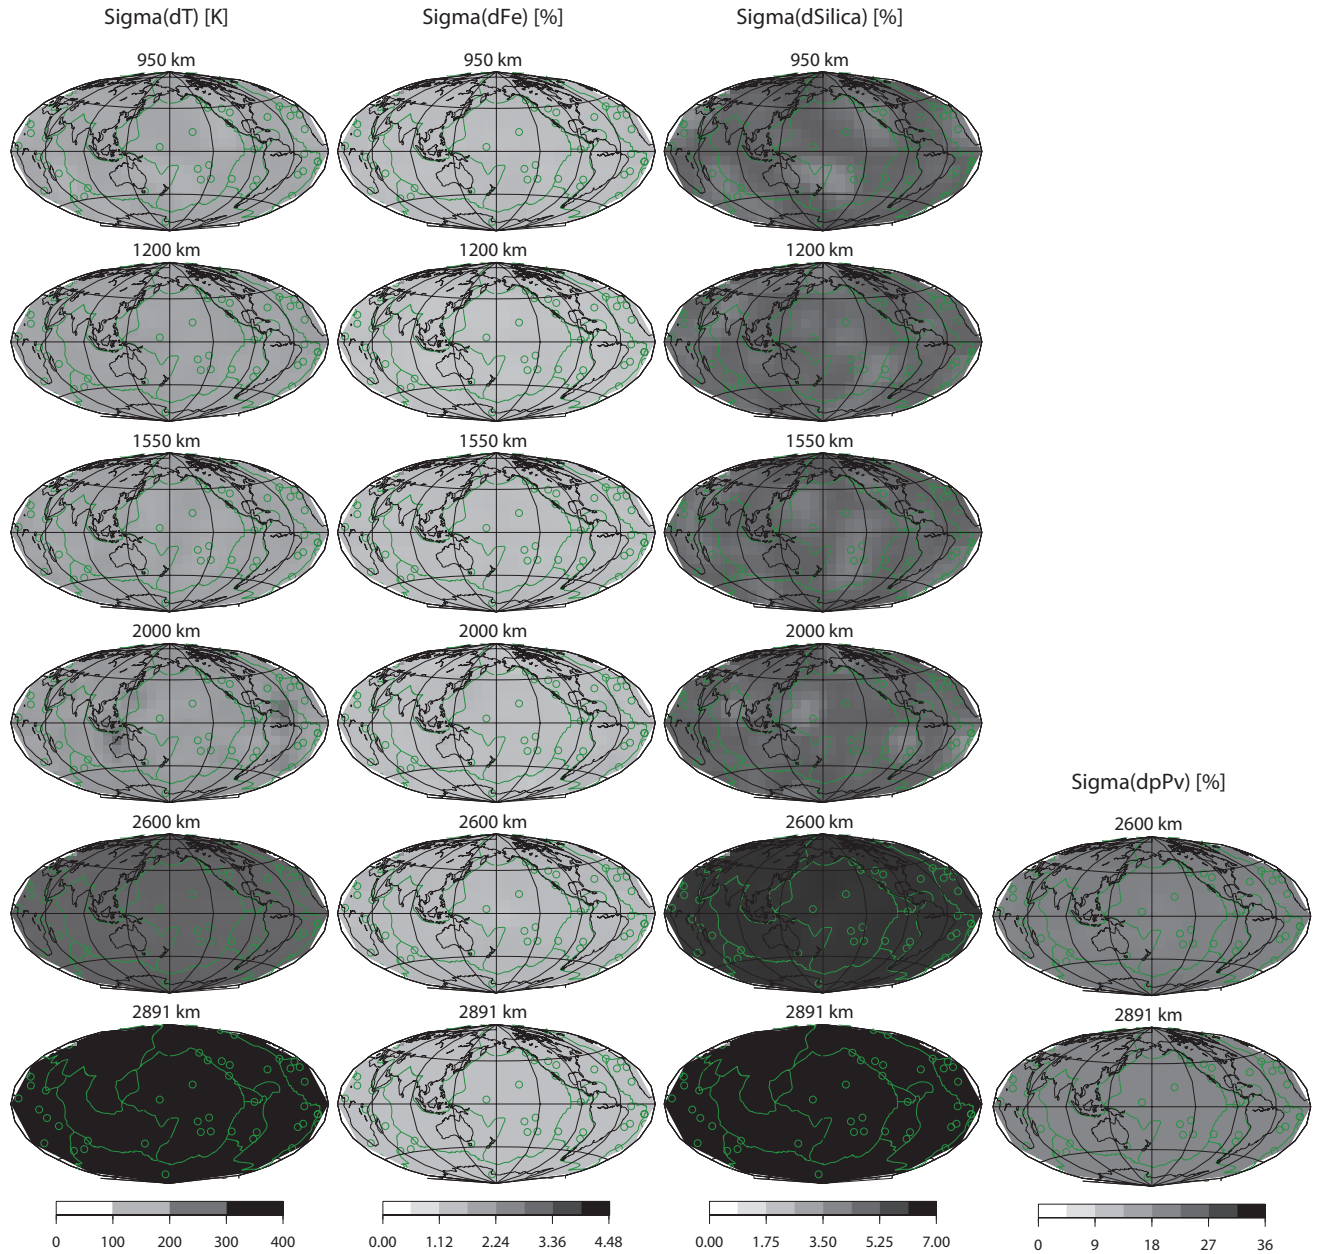 Sigma(dT) [K]
Sigma(dFe) [%]
Sigma(dSilica) [%]
950 km
950 km
950 km
1200 km
1200 km
1200 km
1550 km
1550 km
1550 km
2000 km
2000 km
2000 km
Sigma(dpPv) [%]
2600 km
2600 km
2600 km
2600 km
2891 km
2891 km
2891 km
2891 km
0 100 200 300 400
0.00 1.12 2.24 3.36 4.48
0.00 1.75 3.50 5.25 7.00
0 9 18 27 36